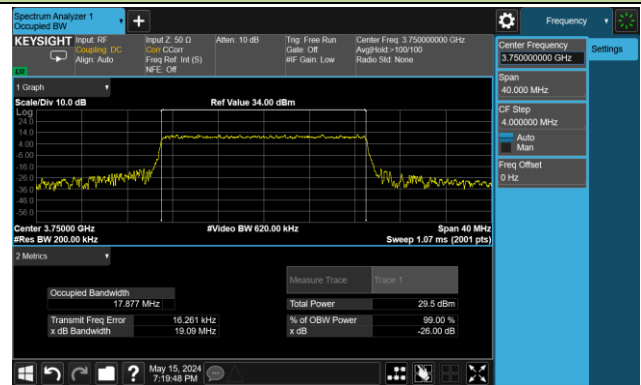 Spectrum Analyzer 1
Occupied BW
Frequency
KEYSIGHT
Input: RF
Coupling: DC
Align: Auto
Input Z: 50 Ω
Corr CCorr
Freq Ref: Int (S)
NFE: Off
Atten: 10 dB
Trig: Free Run
Gate: Off
#IF Gain: Low
Center Freq: 3.750000000 GHz
Avg|Hold:>100/100
Radio Std: None
Center Frequency
3.750000000 GHz
Settings
Span
40.000 MHz
CF Step
4.000000 MHz
Auto
Man
Freq Offset
0 Hz
1 Graph
Scale/Div 10.0 dB
Ref Value 34.00 dBm
Log
24.0
14.0
4.00
-6.00
-16.0
-26.0
-36.0
-46.0
-56.0
Center 3.75000 GHz
#Video BW 620.00 kHz
Span 40 MHz
#Res BW 200.00 kHz
Sweep 1.07 ms (2001 pts)
2 Metrics
Measure Trace
Trace 1
Occupied Bandwidth
17.877 MHz
Total Power
29.5 dBm
Transmit Freq Error
16.261 kHz
% of OBW Power
99.00 %
x dB Bandwidth
19.09 MHz
x dB
-26.00 dB
May 15, 2024
7:19:48 PM